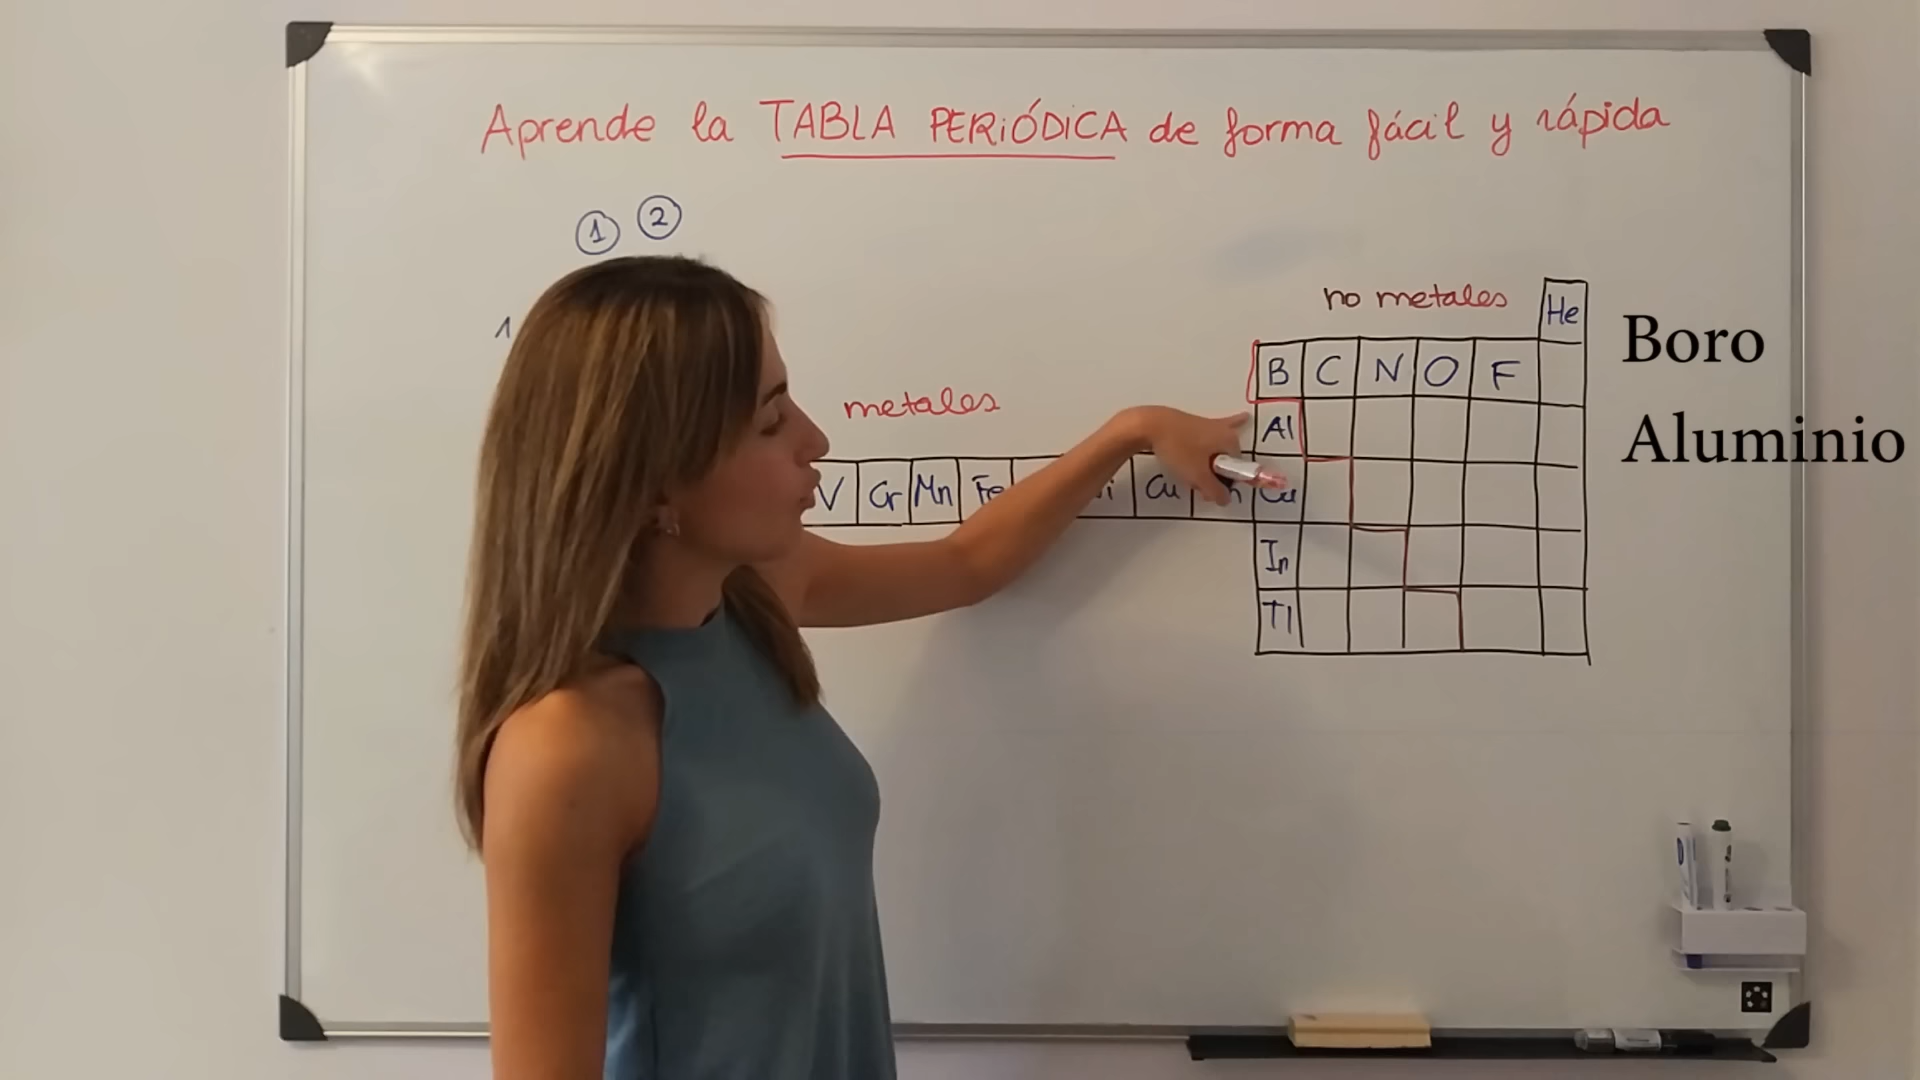 Aprende la TABLA PERIÓDICA de forma fácil y rápida
1 2
1
no metales He
B C N O F
Boro
metales
Al
Aluminio
V Cr Mn Fe Cu
In
Tl